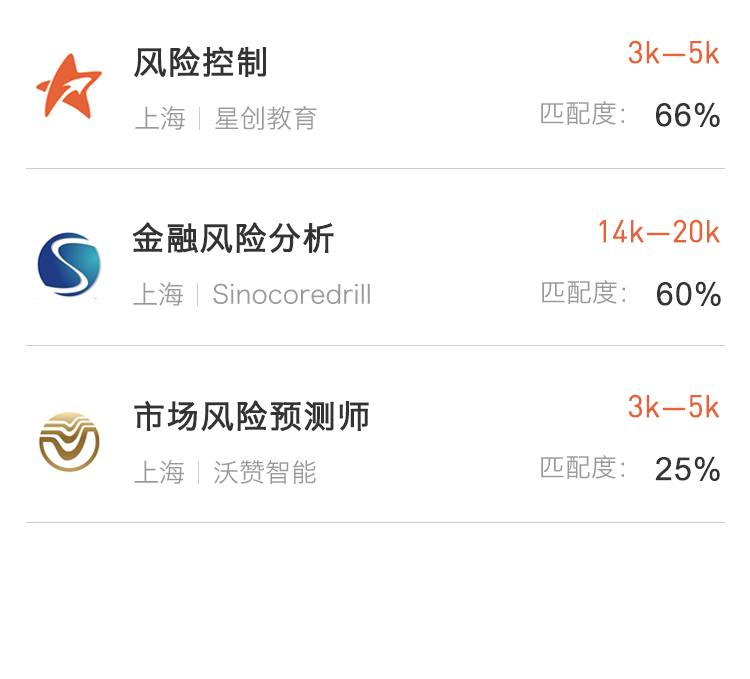 风险控制 3k—5k
上海 | 星创教育 匹配度： 66%
金融风险分析 14k—20k
上海 | Sinocoredrill 匹配度： 60%
市场风险预测师 3k—5k
上海 | 沃赞智能 匹配度： 25%